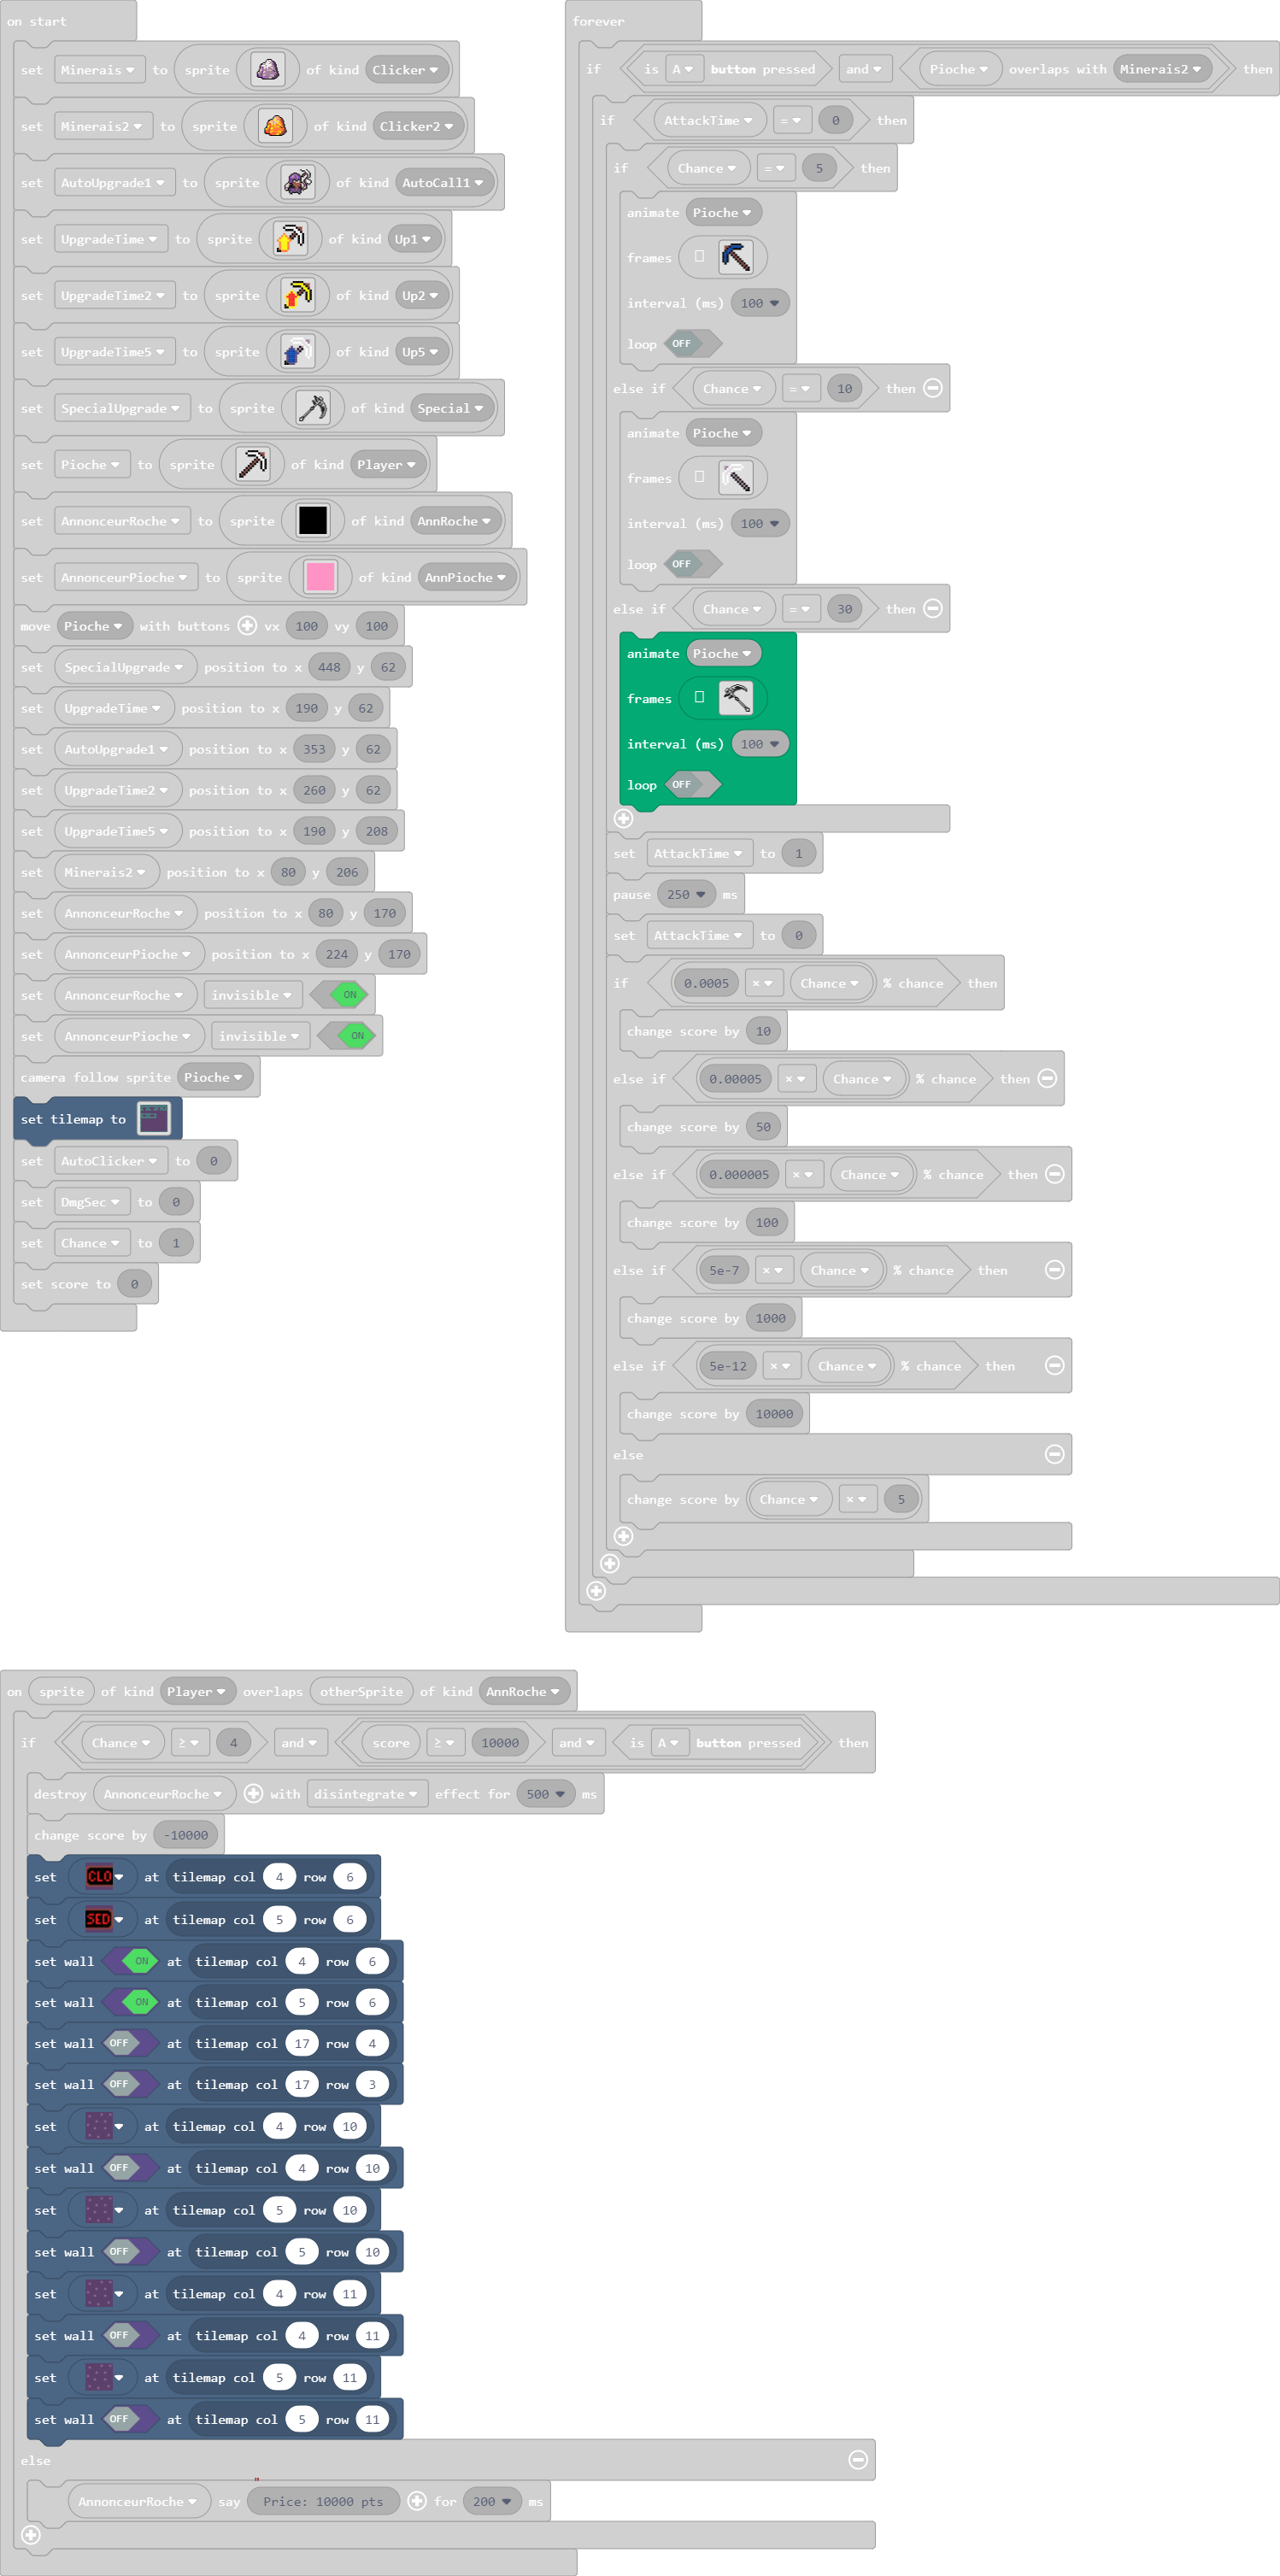 on start
set Minerais to sprite of kind Clicker
set Minerais2 to sprite of kind Clicker2
set AutoUpgrade1 to sprite of kind AutoCall1
set UpgradeTime to sprite of kind Up1
set UpgradeTime2 to sprite of kind Up2
set UpgradeTime5 to sprite of kind Up5
set SpecialUpgrade to sprite of kind Special
set Pioche to sprite of kind Player
set AnnonceurRoche to sprite of kind AnnRoche
set AnnonceurPioche to sprite of kind AnnPioche
move Pioche with buttons vx 100 vy 100
set SpecialUpgrade position to x 448 y 62
set UpgradeTime position to x 190 y 62
set AutoUpgrade1 position to x 353 y 62
set UpgradeTime2 position to x 260 y 62
set UpgradeTime5 position to x 190 y 208
set Minerais2 position to x 80 y 206
set AnnonceurRoche position to x 80 y 170
set AnnonceurPioche position to x 224 y 170
set AnnonceurRoche invisible ON
set AnnonceurPioche invisible ON
camera follow sprite Pioche
set tilemap to
set AutoClicker to 0
set DmgSec to 0
set Chance to 1
set score to 0
forever
if is A button pressed and Pioche overlaps with Minerais2 then
if AttackTime = 0 then
if Chance = 5 then
animate Pioche
frames
interval (ms) 100
loop OFF
else if Chance = 10 then
animate Pioche
frames
interval (ms) 100
loop OFF
else if Chance = 30 then
animate Pioche
frames
interval (ms) 100
loop OFF
set AttackTime to 1
pause 250 ms
set AttackTime to 0
if 0.0005 × Chance % chance then
change score by 10
else if 0.00005 × Chance % chance then
change score by 50
else if 0.000005 × Chance % chance then
change score by 100
else if 5e-7 × Chance % chance then
change score by 1000
else if 5e-12 × Chance % chance then
change score by 10000
else
change score by Chance × 5
on sprite of kind Player overlaps otherSprite of kind AnnRoche
if Chance ≥ 4 and score ≥ 10000 and is A button pressed then
destroy AnnonceurRoche with disintegrate effect for 500 ms
change score by -10000
set CLO at tilemap col 4 row 6
set SED at tilemap col 5 row 6
set wall ON at tilemap col 4 row 6
set wall ON at tilemap col 5 row 6
set wall OFF at tilemap col 17 row 4
set wall OFF at tilemap col 17 row 3
set at tilemap col 4 row 10
set wall OFF at tilemap col 4 row 10
set at tilemap col 5 row 10
set wall OFF at tilemap col 5 row 10
set at tilemap col 4 row 11
set wall OFF at tilemap col 4 row 11
set at tilemap col 5 row 11
set wall OFF at tilemap col 5 row 11
else
AnnonceurRoche say Price: 10000 pts for 200 ms